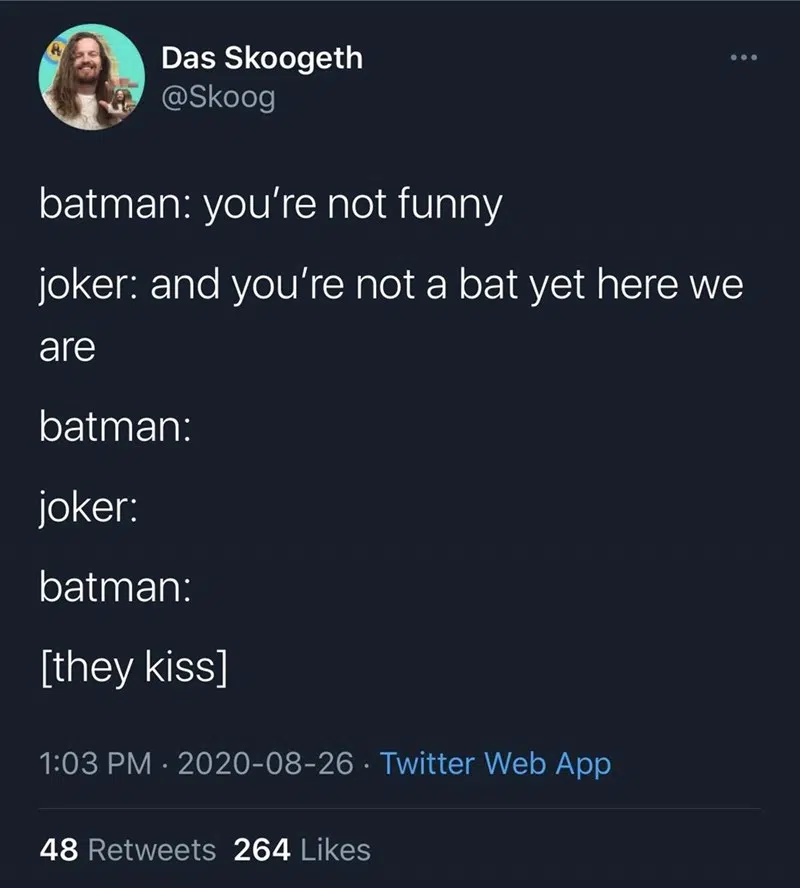 Das Skoogeth
@Skoog
batman: you're not funny
joker: and you're not a bat yet here we
are
batman:
joker:
batman:
[they kiss]
1:03 PM · 2020-08-26 · Twitter Web App
48 Retweets 264 Likes